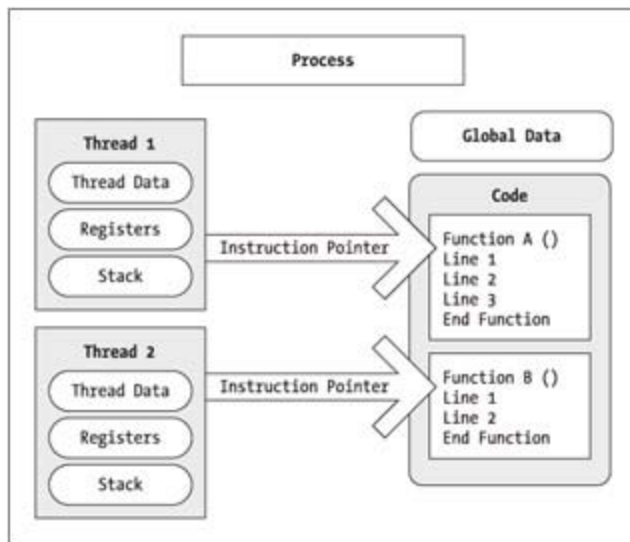 Process
Thread 1
Thread Data
Registers
Stack
Instruction Pointer
Thread 2
Thread Data
Registers
Stack
Instruction Pointer
Global Data
Code
Function A ()
Line 1
Line 2
Line 3
End Function
Function B ()
Line 1
Line 2
End Function